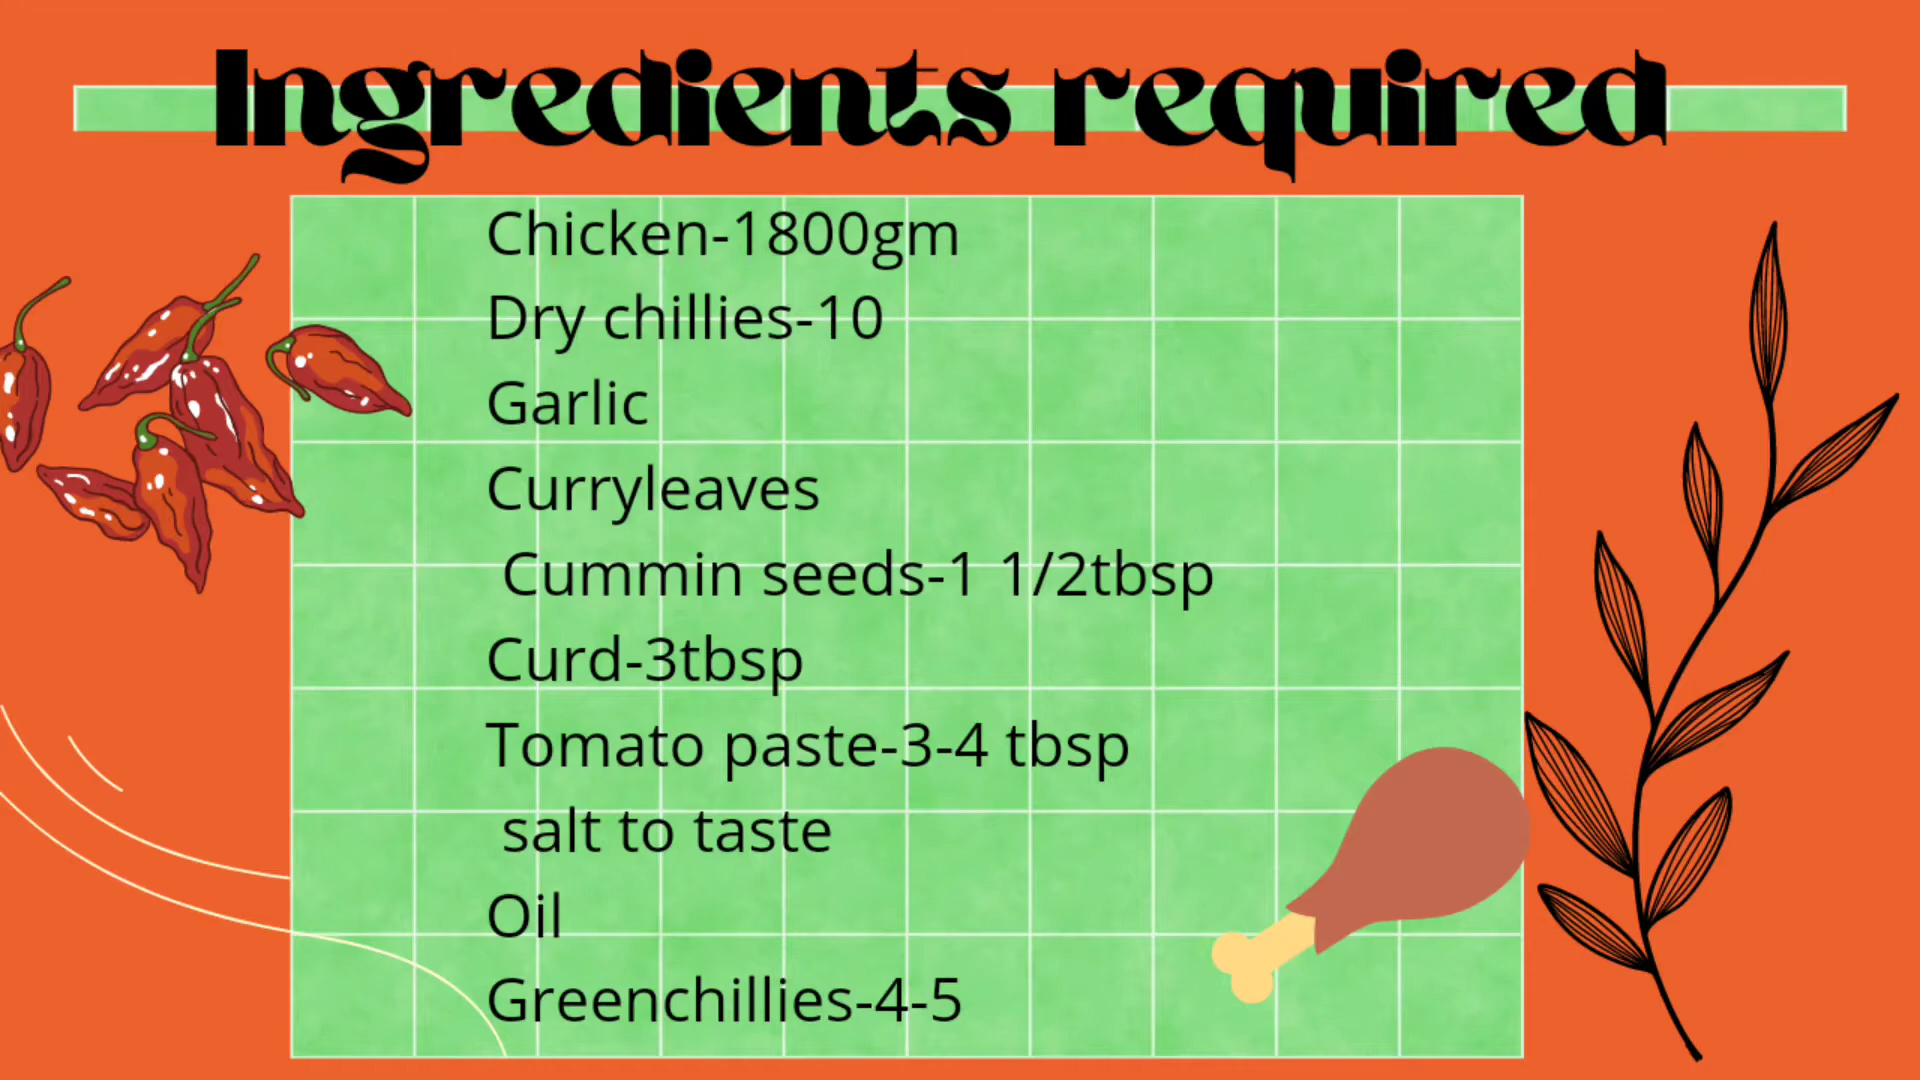 Ingredients required
Chicken-1800gm
Dry chillies-10
Garlic
Curryleaves
Cummin seeds-1 1/2tbsp
Curd-3tbsp
Tomato paste-3-4 tbsp
salt to taste
Oil
Greenchillies-4-5